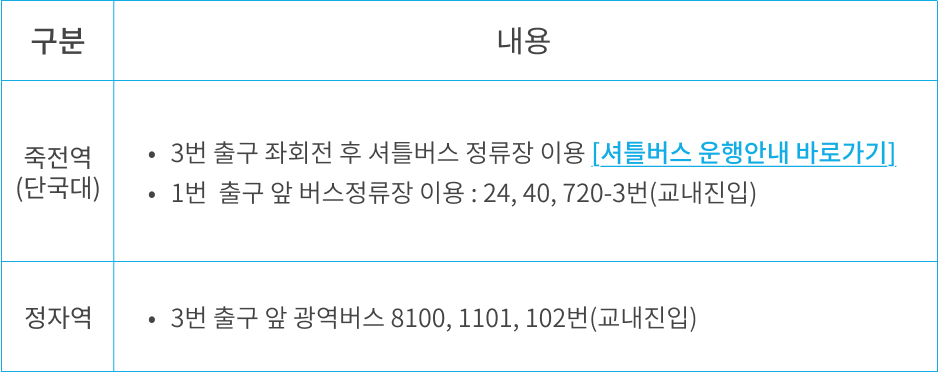 구분
내용
죽전역
(단국대)
• 3번 출구 좌회전 후 셔틀버스 정류장 이용 [셔틀버스 운행안내 바로가기]
• 1번 출구 앞 버스정류장 이용 : 24, 40, 720-3번(교내진입)
정자역
• 3번 출구 앞 광역버스 8100, 1101, 102번(교내진입)